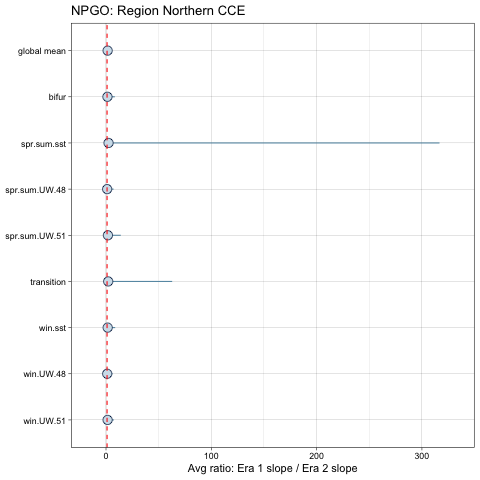 NPGO: Region Northern CCE
global mean
bifur
spr.sum.sst
spr.sum.UW.48
spr.sum.UW.51
transition
win.sst
win.UW.48
win.UW.51
0 100 200 300
Avg ratio: Era 1 slope / Era 2 slope